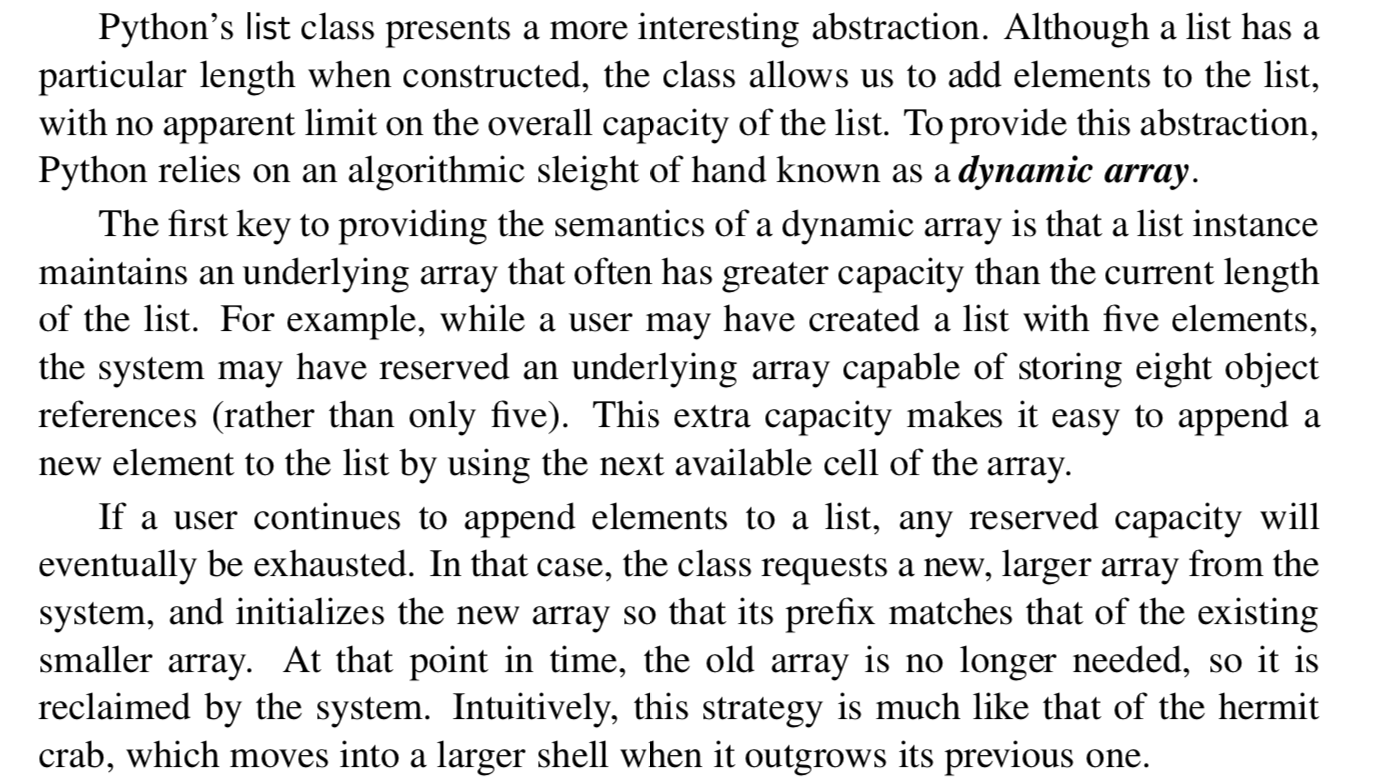 Python's list class presents a more interesting abstraction. Although a list has a
particular length when constructed, the class allows us to add elements to the list,
with no apparent limit on the overall capacity of the list. To provide this abstraction,
Python relies on an algorithmic sleight of hand known as a dynamic array.
The first key to providing the semantics of a dynamic array is that a list instance
maintains an underlying array that often has greater capacity than the current length
of the list. For example, while a user may have created a list with five elements,
the system may have reserved an underlying array capable of storing eight object
references (rather than only five). This extra capacity makes it easy to append a
new element to the list by using the next available cell of the array.
If a user continues to append elements to a list, any reserved capacity will
eventually be exhausted. In that case, the class requests a new, larger array from the
system, and initializes the new array so that its prefix matches that of the existing
smaller array. At that point in time, the old array is no longer needed, so it is
reclaimed by the system. Intuitively, this strategy is much like that of the hermit
crab, which moves into a larger shell when it outgrows its previous one.